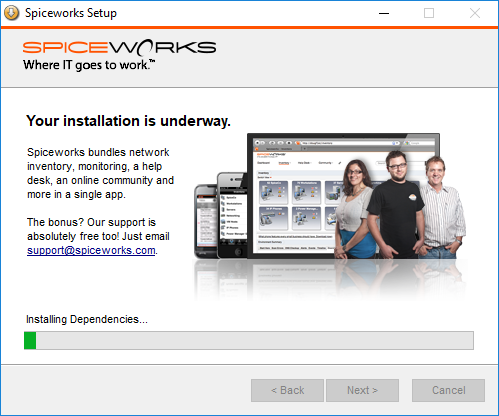 Spiceworks Setup
SPICEWORKS
Where IT goes to work.™
Your installation is underway.
Spiceworks bundles network
inventory, monitoring, a help
desk, an online community and
more in a single app.
The bonus? Our support is
absolutely free too! Just email
support@spiceworks.com.
Installing Dependencies...
< Back
Next >
Cancel